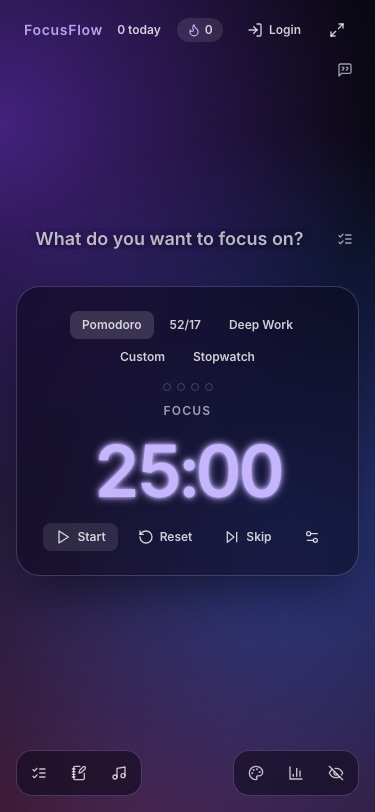 FocusFlow 0 today 0 Login
What do you want to focus on?
Pomodoro 52/17 Deep Work
Custom Stopwatch
FOCUS
25:00
Start Reset Skip